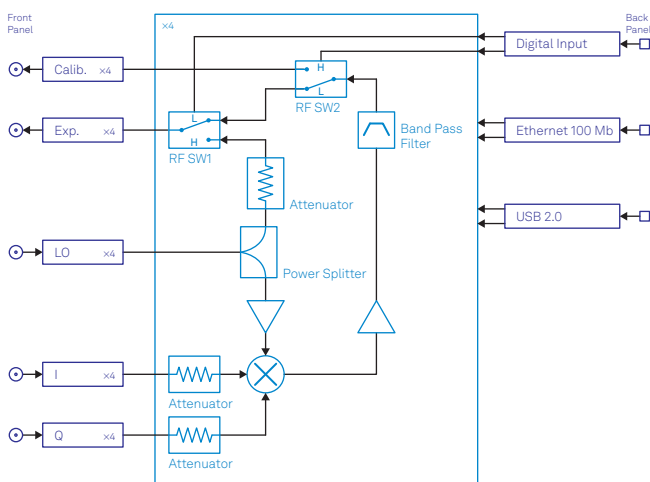 Front
Panel
×4
Back
Panel
Digital Input
Calib. ×4
H
L
RF SW2
Exp. ×4
L
H
RF SW1
Band Pass
Filter
Ethernet 100 Mb
Attenuator
USB 2.0
LO ×4
Power Splitter
I ×4
Attenuator
Q ×4
Attenuator